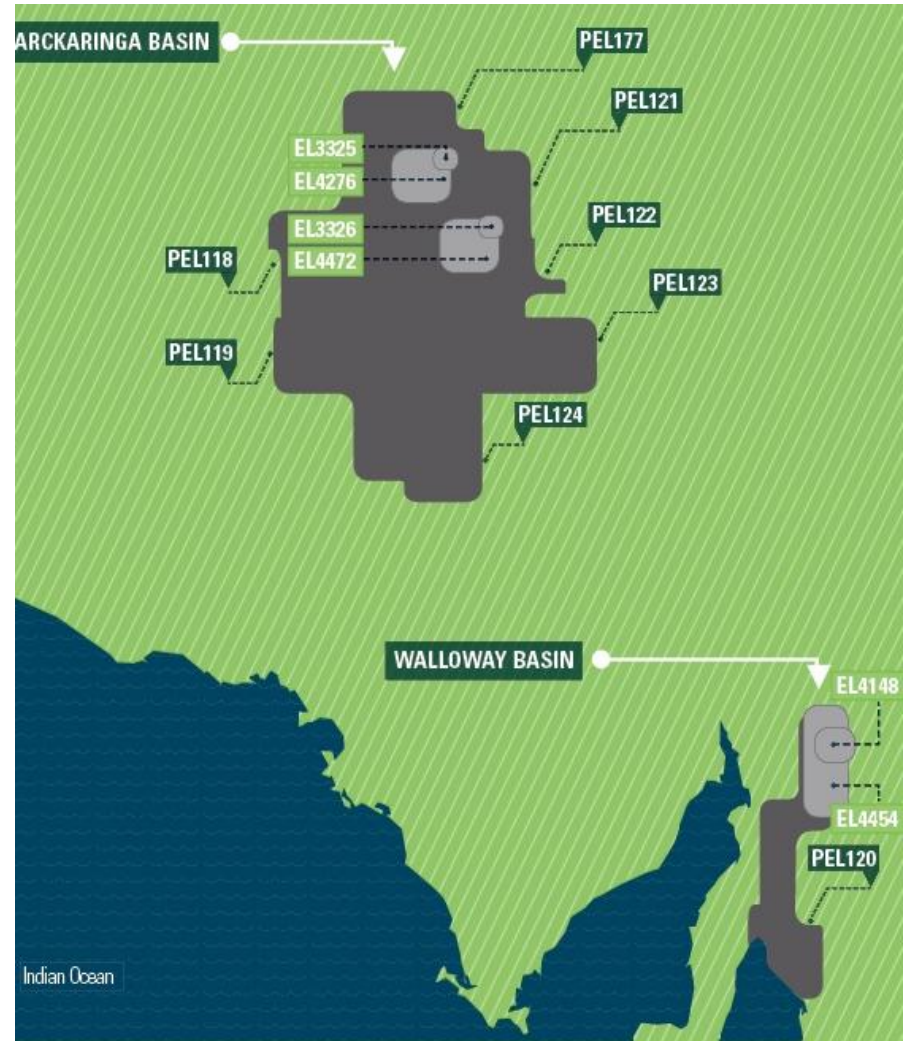 ARCKARINGA BASIN
PEL177
PEL121
EL3325
EL4276
PEL122
EL3326
PEL118
EL4472
PEL123
PEL119
PEL124
WALLOWAY BASIN
EL4148
EL4454
PEL120
Indian Ocean